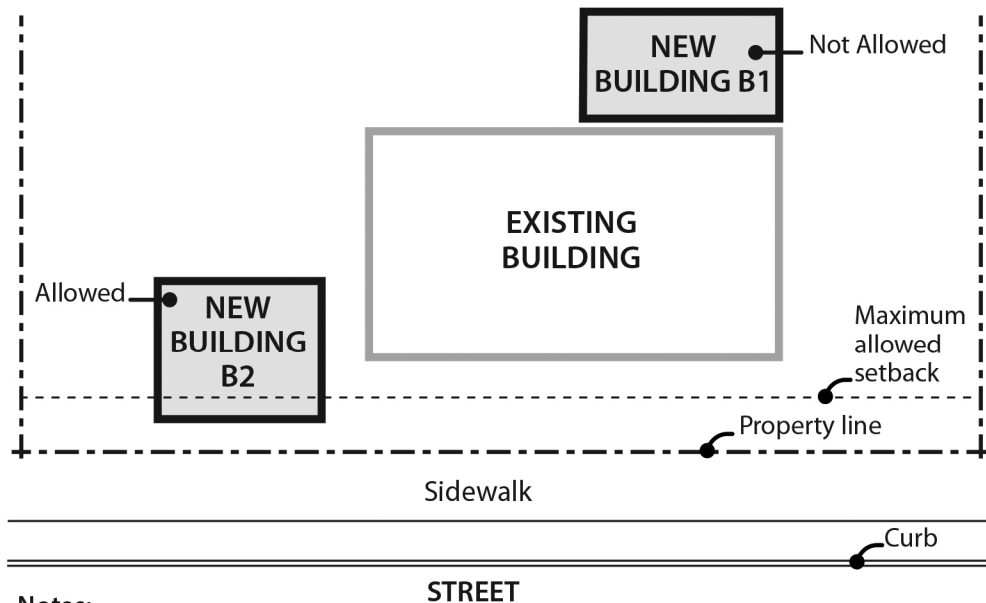 NEW
BUILDING B1
Not Allowed
EXISTING
BUILDING
Allowed
NEW
BUILDING
B2
Maximum
allowed
setback
Property line
Sidewalk
Curb
STREET
Notes: